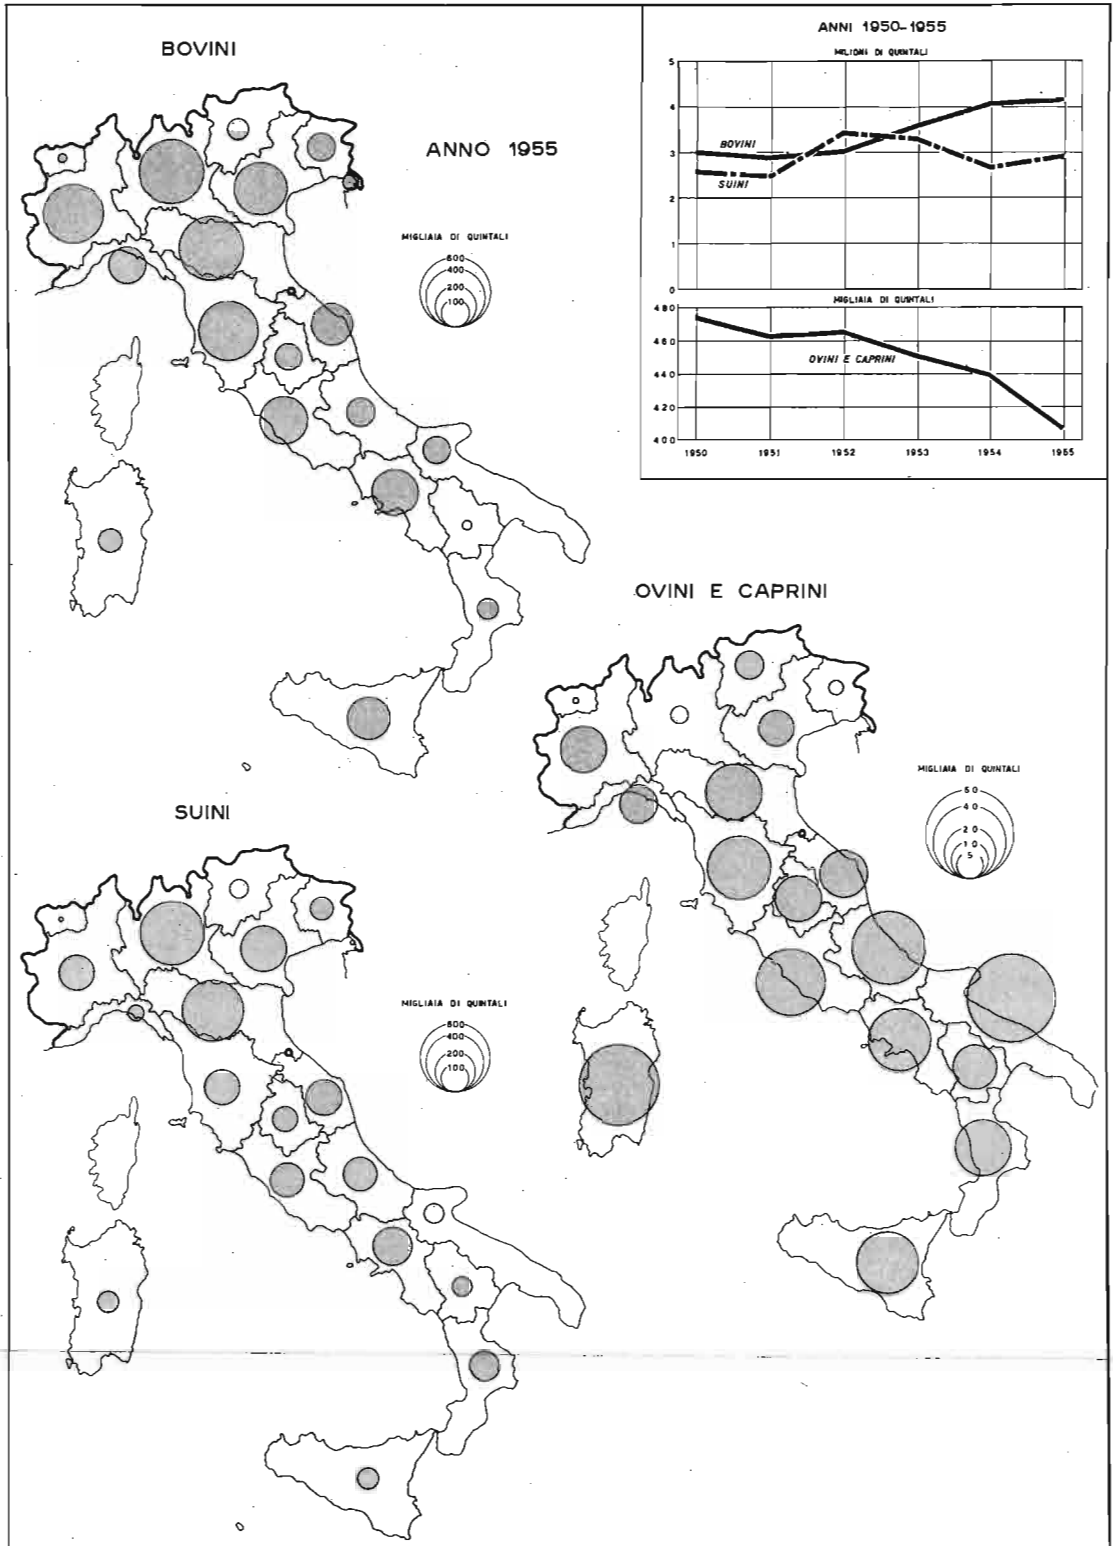 BOVINI
ANNO 1955
MIGLIAIA DI QUINTALI
600
400
200
100
ANNI 1950-1955
MILIONI DI QUINTALI
5
4
3
2
1
0
BOVINI
SUINI
MIGLIAIA DI QUINTALI
480
460
440
420
400
OVINI E CAPRINI
1950 1951 1952 1953 1954 1955
OVINI E CAPRINI
MIGLIAIA DI QUINTALI
60
40
20
10
5
SUINI
MIGLIAIA DI QUINTALI
600
400
200
100